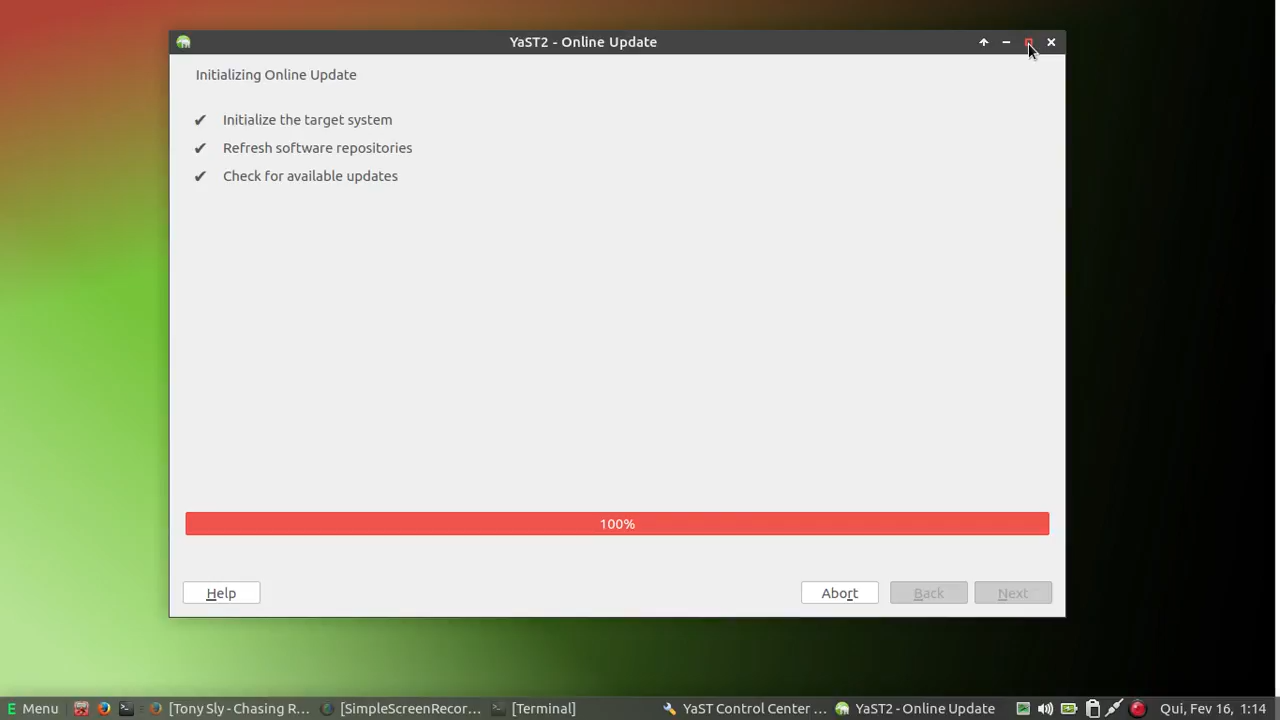 YaST2 - Online Update
Initializing Online Update
✔ Initialize the target system
✔ Refresh software repositories
✔ Check for available updates
100%
Help Abort Back Next
Menu [Tony Sly - Chasing R... [SimpleScreenRecor... [Terminal] YaST Control Center ... YaST2 - Online Update Qui, Fev 16, 1:14